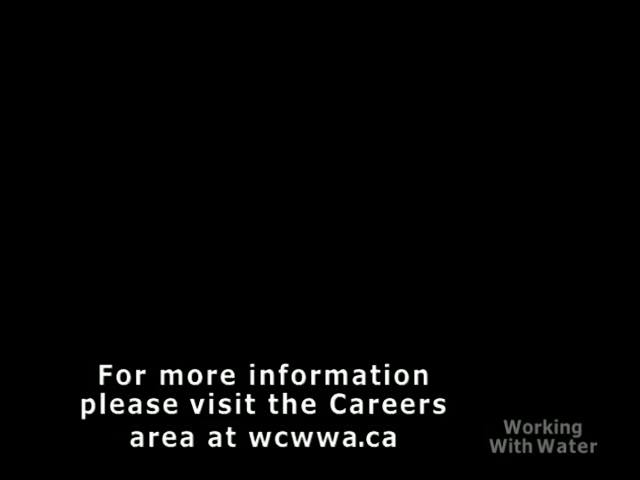 For more information
please visit the Careers
area at wcwwa.ca
Working
With Water